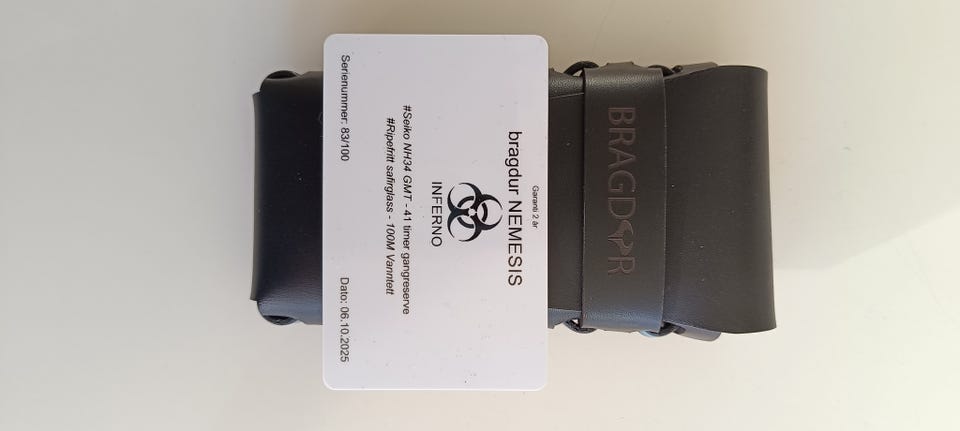 Garanti 2 år
bragdur NEMESIS
INFERNO
#Seiko NH34 GMT - 41 timer gangreserve
#Ripefritt safirglass - 100M Vanntett
Serienummer: 83/100
Dato: 06.10.2025
BRAGDUR